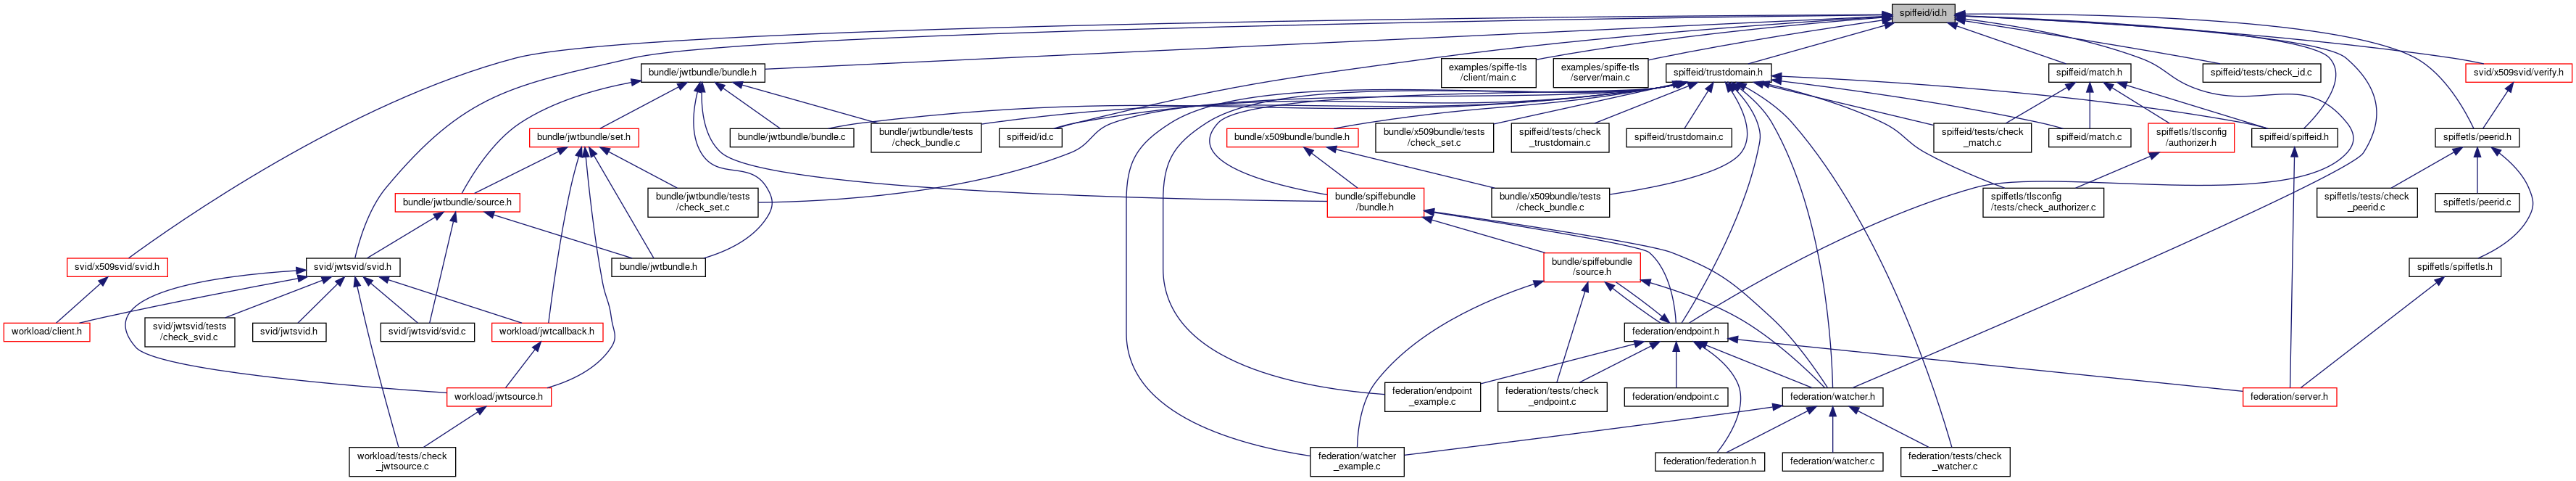 spiffeid/id.h
bundle/jwtbundle/bundle.h
examples/spiffe-tls
/client/main.c
examples/spiffe-tls
/server/main.c
spiffeid/trustdomain.h
spiffeid/match.h
spiffeid/tests/check_id.c
svid/x509svid/verify.h
bundle/jwtbundle/set.h
bundle/jwtbundle/bundle.c
bundle/jwtbundle/tests
/check_bundle.c
spiffeid/id.c
bundle/x509bundle/bundle.h
bundle/x509bundle/tests
/check_set.c
spiffeid/tests/check
_trustdomain.c
spiffeid/trustdomain.c
spiffeid/tests/check
_match.c
spiffeid/match.c
spiffetls/tlsconfig
/authorizer.h
spiffeid/spiffeid.h
spiffetls/peerid.h
bundle/jwtbundle/source.h
bundle/jwtbundle/tests
/check_set.c
bundle/spiffebundle
/bundle.h
bundle/x509bundle/tests
/check_bundle.c
spiffetls/tlsconfig
/tests/check_authorizer.c
spiffetls/tests/check
_peerid.c
spiffetls/peerid.c
svid/x509svid/svid.h
svid/jwtsvid/svid.h
bundle/jwtbundle.h
bundle/spiffebundle
/source.h
spiffetls/spiffetls.h
workload/client.h
svid/jwtsvid/tests
/check_svid.c
svid/jwtsvid.h
svid/jwtsvid/svid.c
workload/jwtcallback.h
federation/endpoint.h
workload/jwtsource.h
federation/endpoint
_example.c
federation/tests/check
_endpoint.c
federation/endpoint.c
federation/watcher.h
federation/server.h
workload/tests/check
_jwtsource.c
federation/watcher
_example.c
federation/federation.h
federation/watcher.c
federation/tests/check
_watcher.c